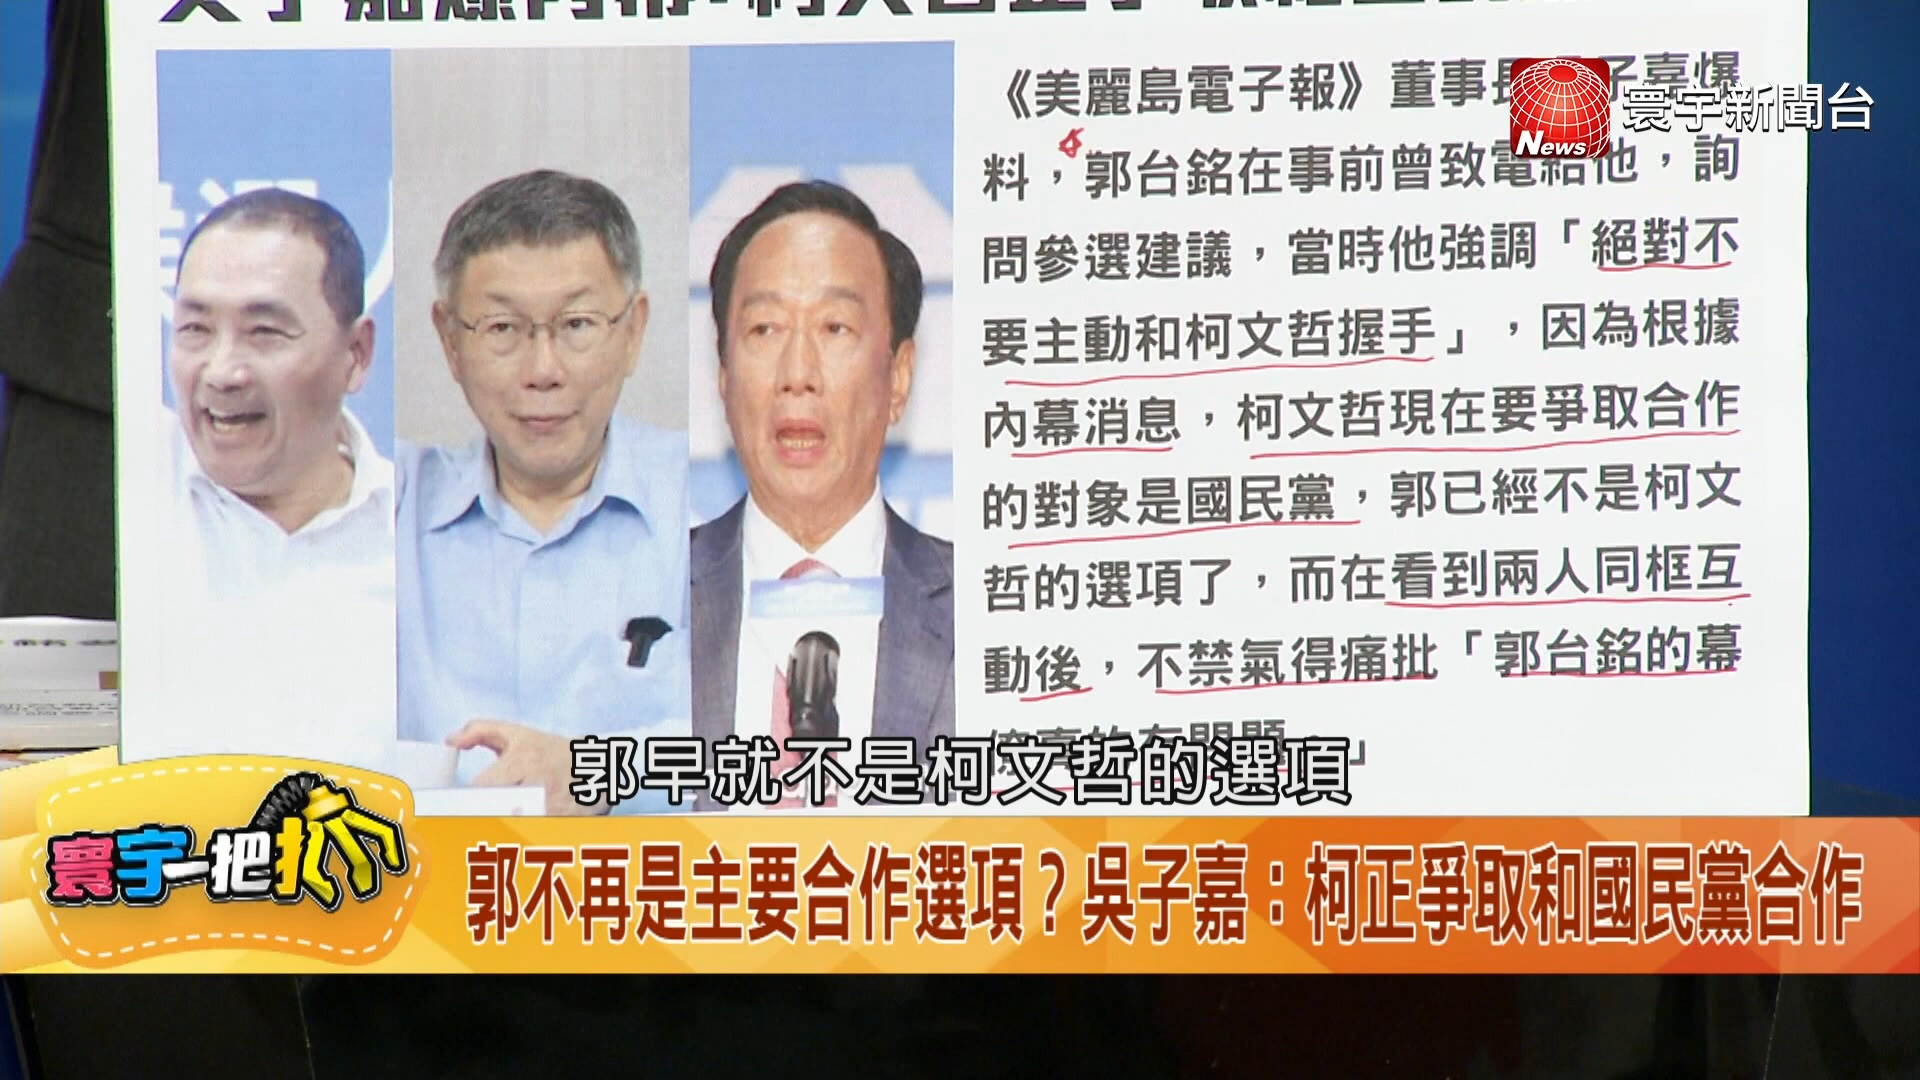 《美麗島電子報》董事長 子嘉爆
News
寰宇新聞台
料，郭台銘在事前曾致電給他，詢
問參選建議，當時他強調「絕對不
要主動和柯文哲握手」，因為根據
內幕消息，柯文哲現在要爭取合作
的對象是國民黨，郭已經不是柯文
哲的選項了，而在看到兩人同框互
動後，不禁氣得痛批「郭台銘的幕
郭早就不是柯文哲的選項
寰宇一把抓
郭不再是主要合作選項？吳子嘉：柯正爭取和國民黨合作